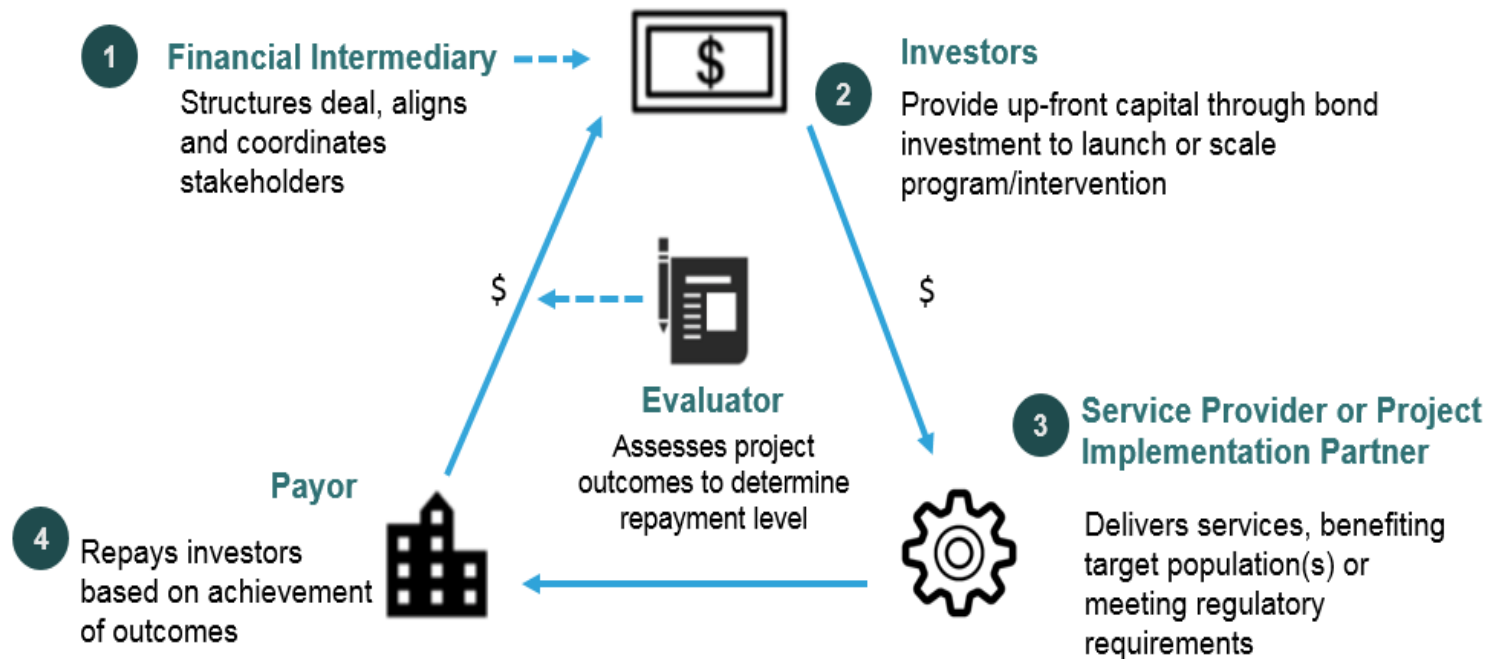 1
Financial Intermediary
Structures deal, aligns
and coordinates
stakeholders
$
2
Investors
Provide up-front capital through bond
investment to launch or scale
program/intervention
$
$
Evaluator
Assesses project
outcomes to determine
repayment level
3
Service Provider or Project
Implementation Partner
Delivers services, benefiting
target population(s) or
meeting regulatory
requirements
Payor
4
Repays investors
based on achievement
of outcomes